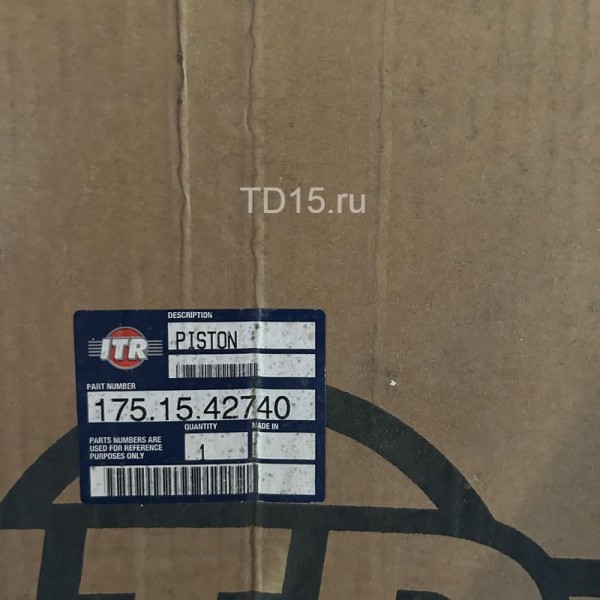 TD15.ru
DESCRIPTION
ITR
PISTON
PART NUMBER
175.15.42740
QUANTITY
MADE IN
PARTS NUMBERS ARE
USED FOR REFERENCE
PURPOSES ONLY
1
ITR